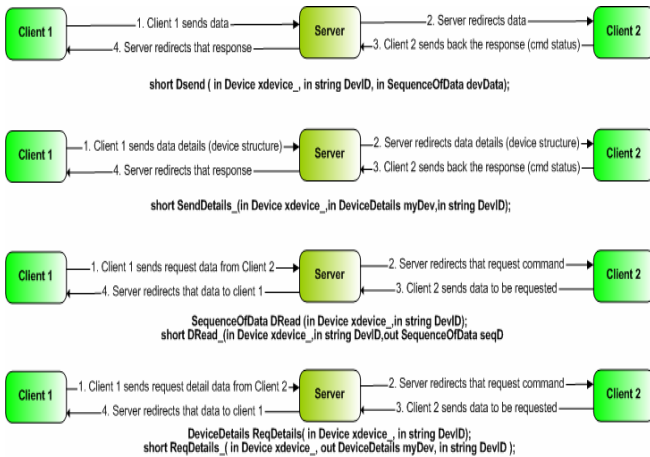 Client 1
1. Client 1 sends data
4. Server redirects that response
Server
2. Server redirects data
3. Client 2 sends back the response (cmd status)
Client 2
short Dsend ( in Device xdevice_, in string DevID, in SequenceOfData devData);
Client 1
1. Client 1 sends data details (device structure)
4. Server redirects that response
Server
2. Server redirects data details (device structure)
3. Client 2 sends back the response (cmd status)
Client 2
short SendDetails_(in Device xdevice_,in DeviceDetails myDev,in string DevID);
Client 1
1. Client 1 sends request data from Client 2
4. Server redirects that data to client 1
Server
2. Server redirects that request command
3. Client 2 sends data to be requested
Client 2
SequenceOfData DRead (in Device xdevice_,in string DevID);
short DRead_(in Device xdevice_,in string DevID,out SequenceOfData seqD
Client 1
1. Client 1 sends request detail data from Client 2
4. Server redirects that data to client 1
Server
2. Server redirects that request command
3. Client 2 sends data to be requested
Client 2
DeviceDetails ReqDetails( in Device xdevice_, in string DevID);
short ReqDetails_( in Device xdevice_, out DeviceDetails myDev, in string DevID );